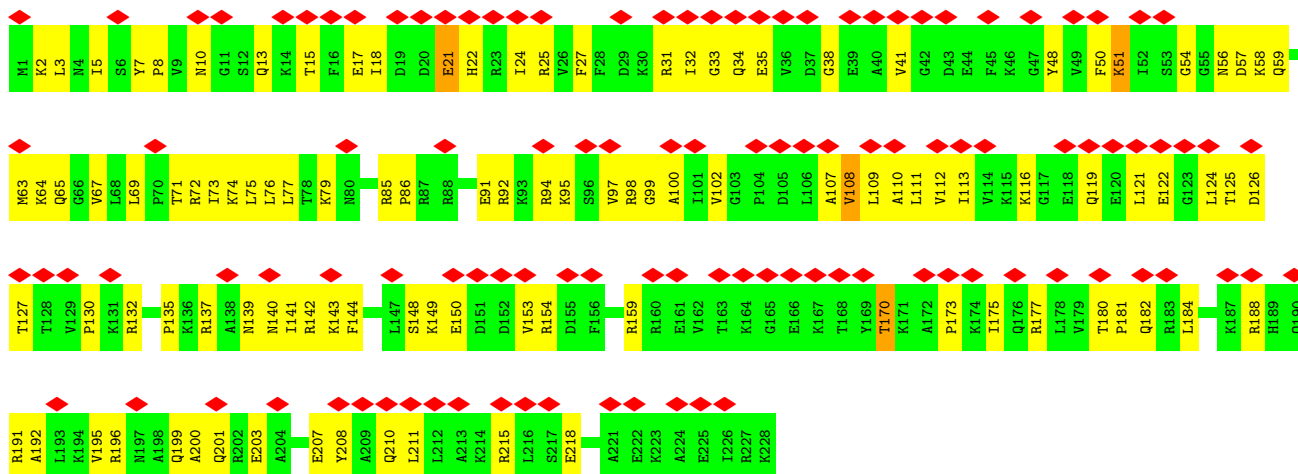 M1 K2 L3 N4 I5 S6 Y7 P8 V9 N10 G11 S12 Q13 K14 T15 F16 E17 I18 D19 D20 E21 H22 R23 I24 R25 V26 F27 F28 D29 K30 R31 I32 G33 Q34 E35 V36 D37 G38 E39 A40 V41 G42 D43 E44 F45 K46 G47 Y48 V49 F50 K51 I52 S53 G54 G55 N56 D57 K58 Q59
M63 K64 Q65 G66 V67 L68 L69 P70 T71 R72 I73 K74 L75 L76 L77 T78 K79 N80 R85 P86 R87 R88 E91 R92 K93 R94 K95 S96 V97 R98 G99 A100 I101 V102 G103 P104 D105 L106 A107 V108 L109 A110 L111 V112 I113 V114 K115 K116 G117 E118 Q119 E120 L121 E122 G123 L124 T125 D126
T127 T128 V129 P130 K131 R132 P135 K136 R137 A138 N139 N140 I141 R142 K143 F144 L147 S148 K149 E150 D151 D152 V153 R154 D155 F156 R159 R160 E161 V162 T163 K164 G165 E166 K167 T168 Y169 T170 K171 A172 P173 K174 I175 Q176 R177 L178 V179 T180 P181 Q182 R183 L184 K187 R188 H189 Q190
R191 A192 L193 K194 V195 R196 N197 A198 Q199 A200 Q201 R202 E203 A204 E207 Y208 A209 Q210 L211 L212 A213 K214 R215 L216 S217 E218 A221 E222 K223 A224 E225 I226 R227 K228